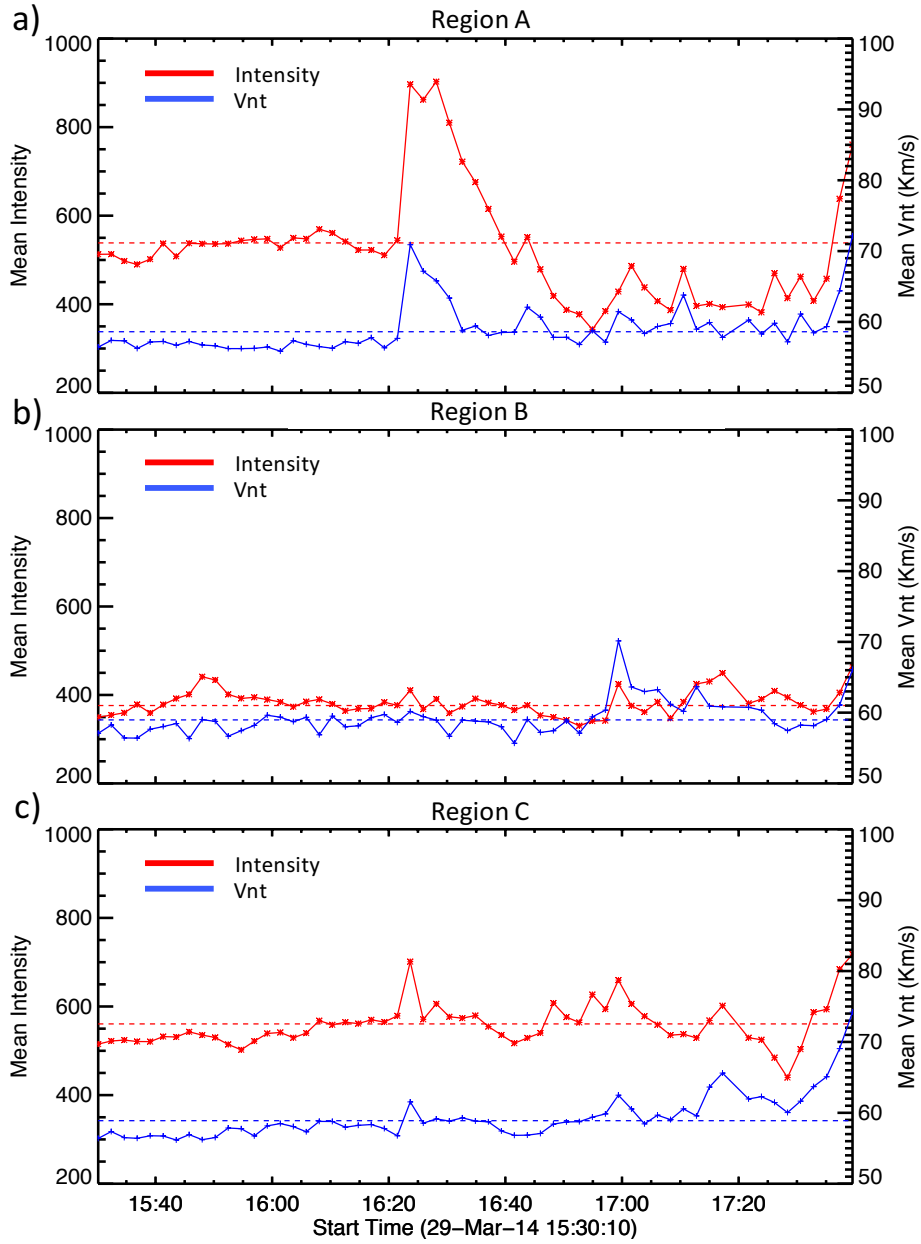 a)
Region A
1000
800
600
400
200
Mean Intensity
Intensity
Vnt
100
90
80
70
60
50
Mean Vnt (Km/s)
b)
Region B
1000
800
600
400
200
Mean Intensity
Intensity
Vnt
100
90
80
70
60
50
Mean Vnt (Km/s)
c)
Region C
1000
800
600
400
200
Mean Intensity
Intensity
Vnt
100
90
80
70
60
50
Mean Vnt (Km/s)
15:40 16:00 16:20 16:40 17:00 17:20
Start Time (29-Mar-14 15:30:10)